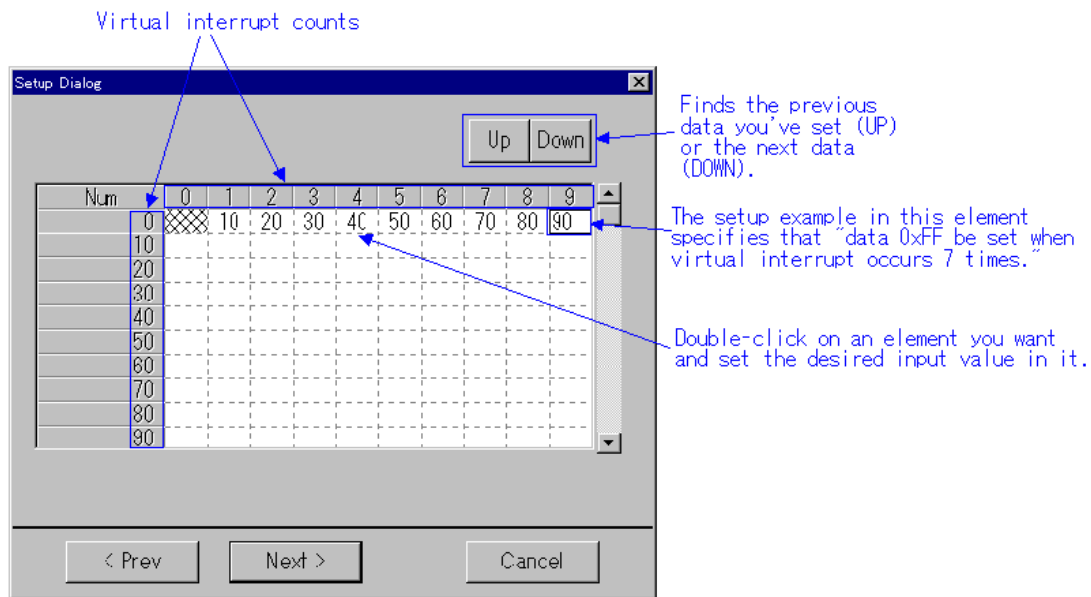 Virtual interrupt counts
Setup Dialog
Up Down
Finds the previous
data you've set (UP)
or the next data
(DOWN).
Num 0 1 2 3 4 5 6 7 8 9
0 10 20 30 40 50 60 70 80 90
10
20
30
40
50
60
70
80
90
The setup example in this element
specifies that "data 0xFF be set when
virtual interrupt occurs 7 times."
Double-click on an element you want
and set the desired input value in it.
< Prev Next > Cancel